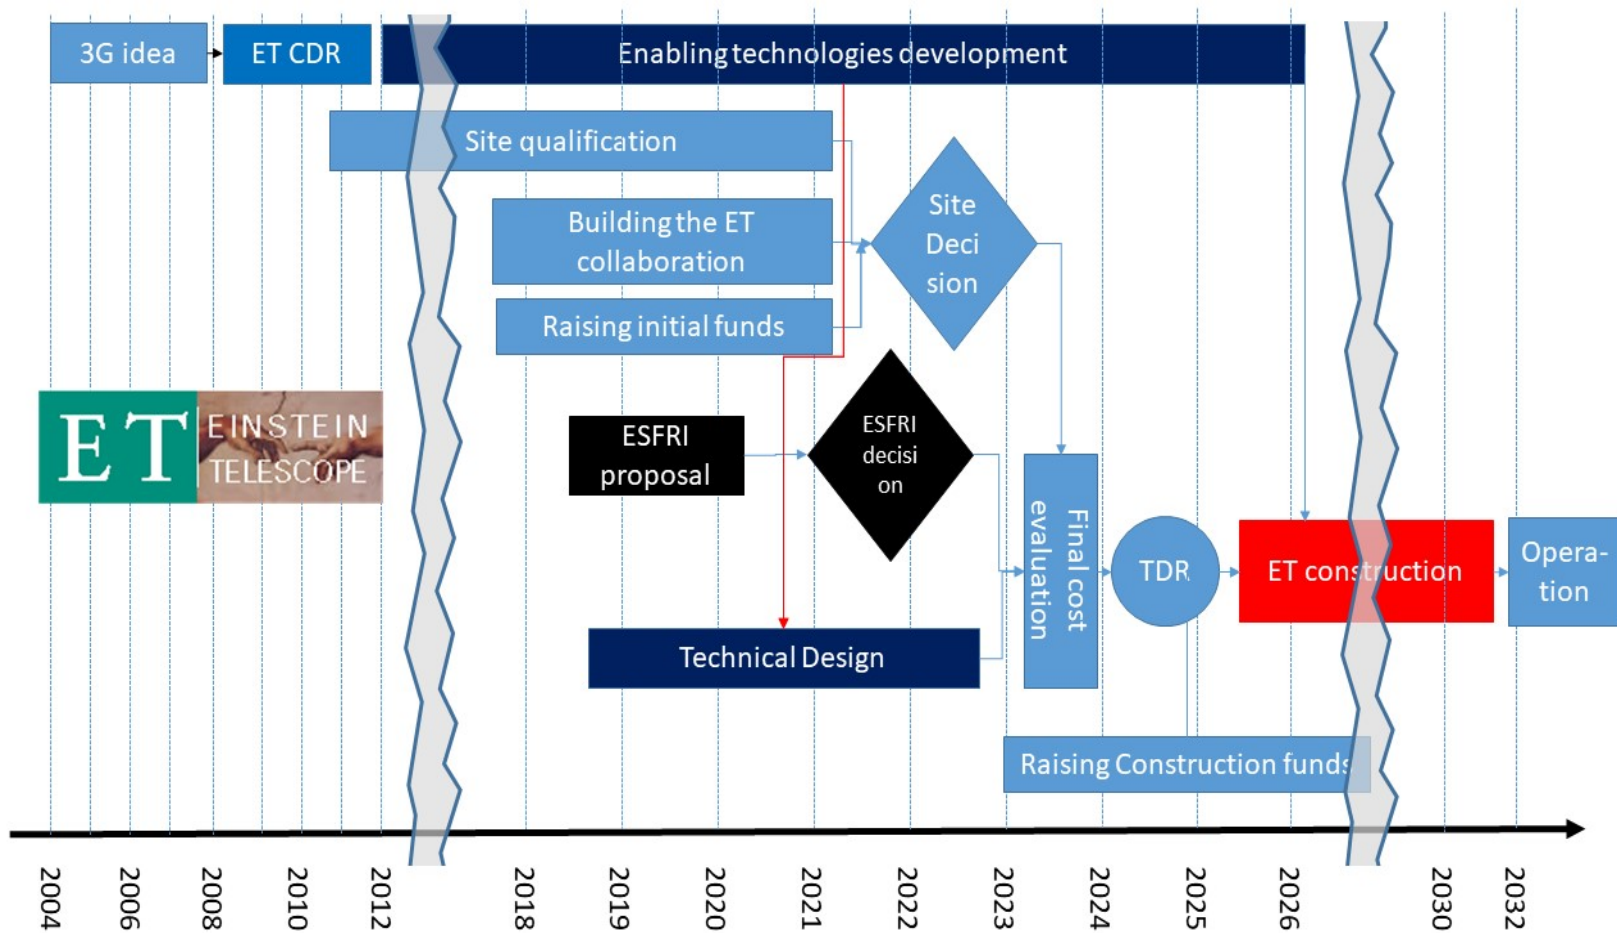 3G idea
ET CDR
Enabling technologies development
Site qualification
Building the ET
collaboration
Raising initial funds
Site
Deci
sion
ET
EINSTEIN
TELESCOPE
ESFRI
proposal
ESFRI
decisi
on
Final cost
evaluation
TDR
ET construction
Opera-
tion
Technical Design
Raising Construction funds
2004
2006
2008
2010
2012
2018
2019
2020
2021
2022
2023
2024
2025
2026
2030
2032